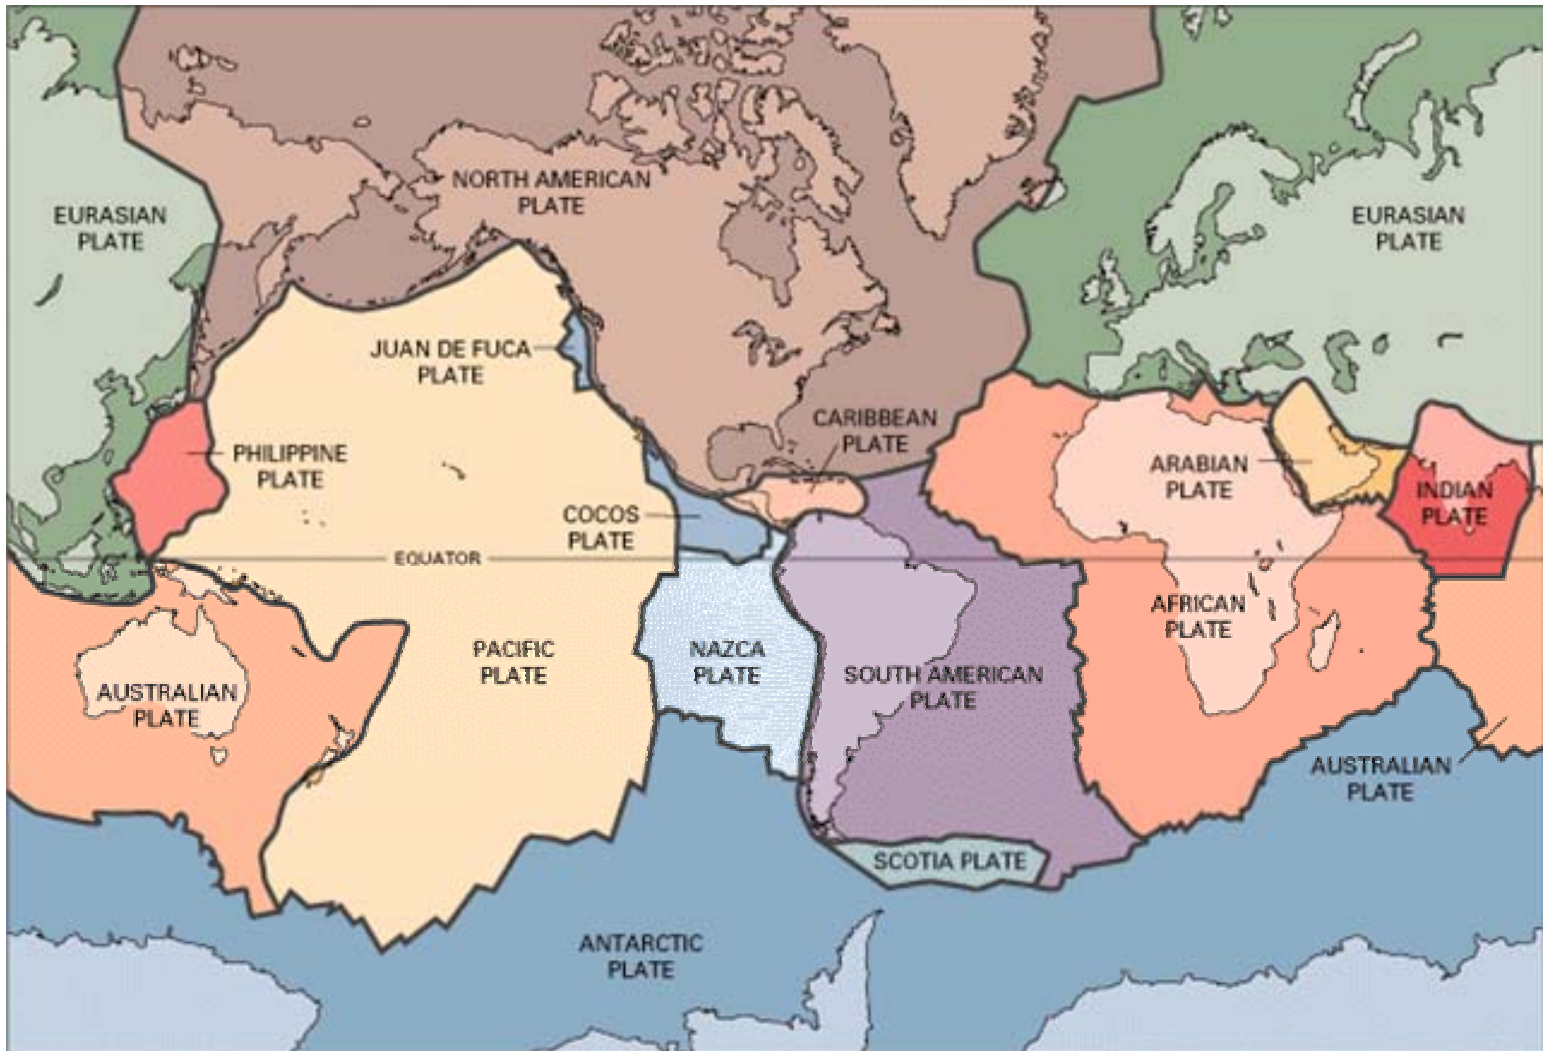 NORTH AMERICAN
PLATE
EURASIAN
PLATE
EURASIAN
PLATE
JUAN DE FUCA
PLATE
CARIBBEAN
PLATE
PHILIPPINE
PLATE
ARABIAN
PLATE
INDIAN
PLATE
COCOS
PLATE
EQUATOR
AFRICAN
PLATE
PACIFIC
PLATE
NAZCA
PLATE
SOUTH AMERICAN
PLATE
AUSTRALIAN
PLATE
AUSTRALIAN
PLATE
SCOTIA PLATE
ANTARCTIC
PLATE